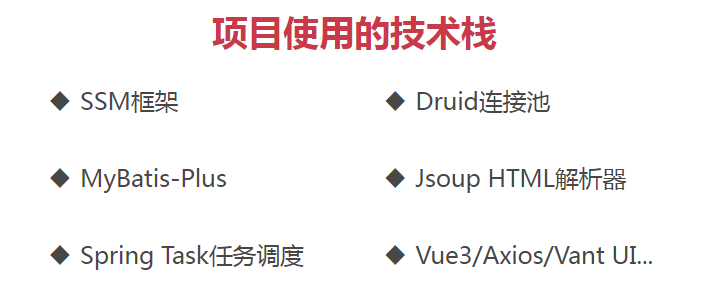 项目使用的技术栈
◆ SSM框架
◆ Druid连接池
◆ MyBatis-Plus
◆ Jsoup HTML解析器
◆ Spring Task任务调度
◆ Vue3/Axios/Vant UI...